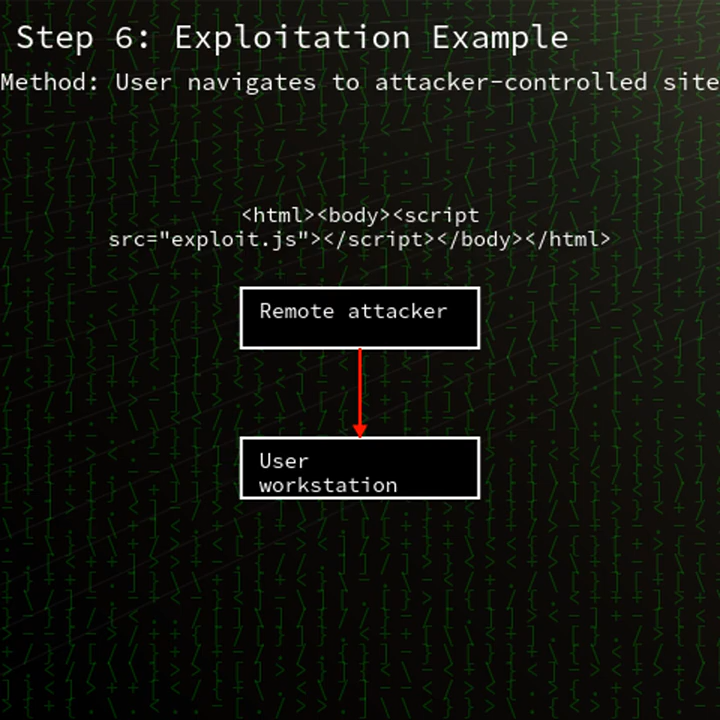 Step 6: Exploitation Example
Method: User navigates to attacker-controlled site
<html><body><script
src="exploit.js"></script></body></html>
Remote attacker
User
workstation